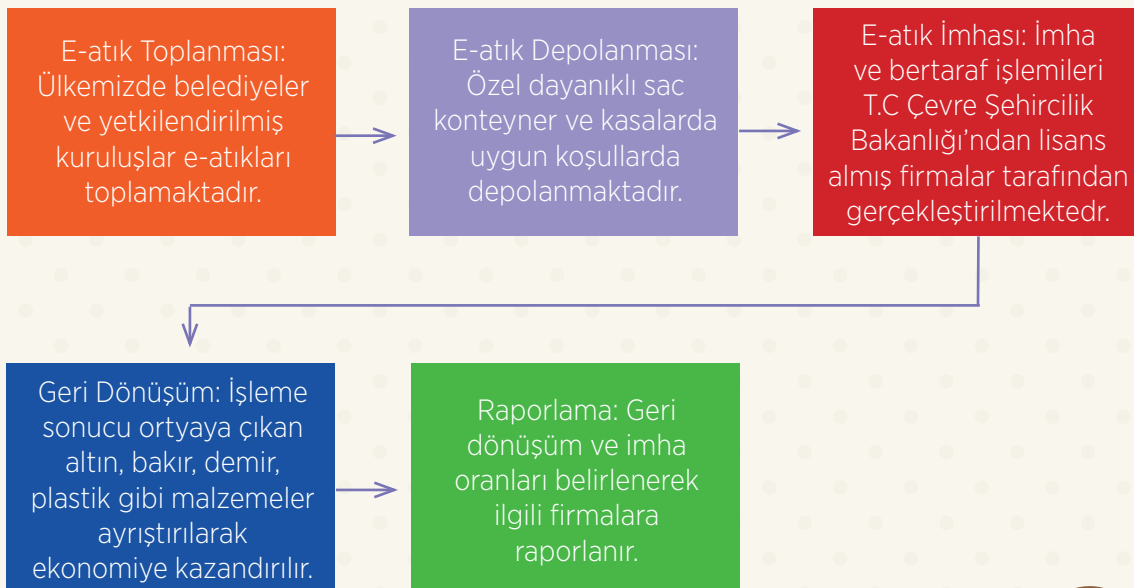 E-atık Toplanması:
Ülkemizde belediyeler
ve yetkilendirilmiş
kuruluşlar e-atıkları
toplamaktadır.
E-atık Depolanması:
Özel dayanıklı sac
konteyner ve kasalarda
uygun koşullarda
depolanmaktadır.
E-atık İmhası: İmha
ve bertaraf işlemileri
T.C Çevre Şehircilik
Bakanlığı’ndan lisans
almış firmalar tarafından
gerçekleştirilmektedr.
Geri Dönüşüm: İşleme
sonucu ortyaya çıkan
altın, bakır, demir,
plastik gibi malzemeler
ayrıştırılarak
ekonomiye kazandırılır.
Raporlama: Geri
dönüşüm ve imha
oranları belirlenerek
ilgili firmalara
raporlanır.